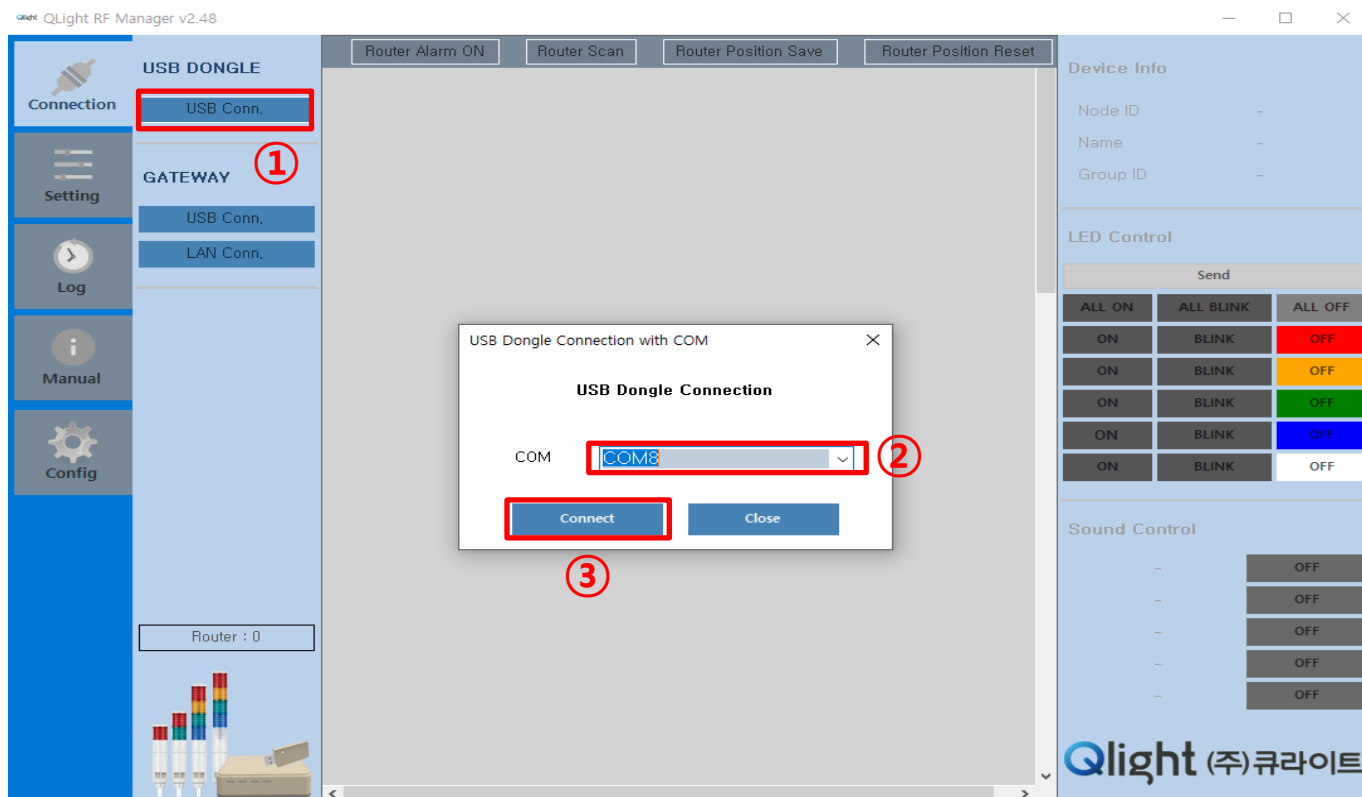 Qlight QLight RF Manager v2.48
Connection
Setting
Log
Manual
Config
USB DONGLE
USB Conn.
①
GATEWAY
USB Conn.
LAN Conn.
Router : 0
Router Alarm ON Router Scan Router Position Save Router Position Reset
USB Dongle Connection with COM
USB Dongle Connection
COM COM8 ②
Connect Close
③
Device Info
Node ID -
Name -
Group ID -
LED Control
Send
ALL ON ALL BLINK ALL OFF
ON BLINK OFF
ON BLINK OFF
ON BLINK OFF
ON BLINK OFF
ON BLINK OFF
Sound Control
- OFF
- OFF
- OFF
- OFF
- OFF
Qlight (주)큐라이트